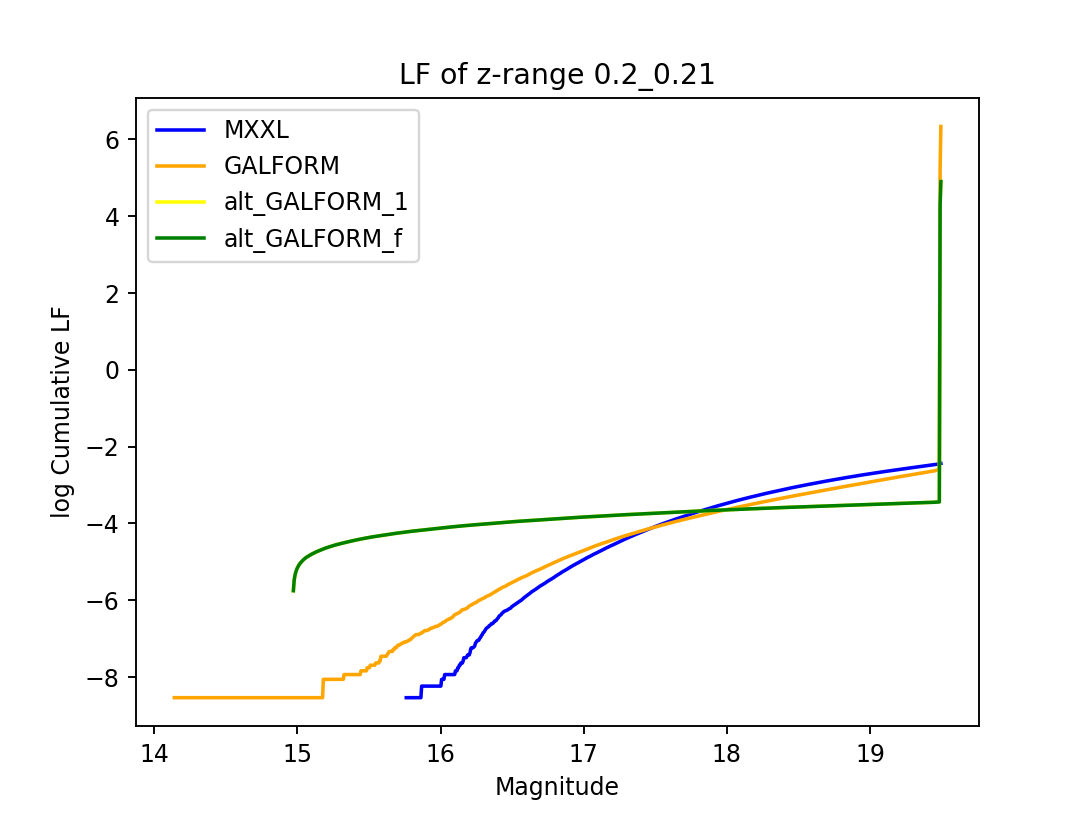 LF of z-range 0.2_0.21
MXXL
GALFORM
alt_GALFORM_1
alt_GALFORM_f
log Cumulative LF
6
4
2
0
−2
−4
−6
−8
14 15 16 17 18 19
Magnitude